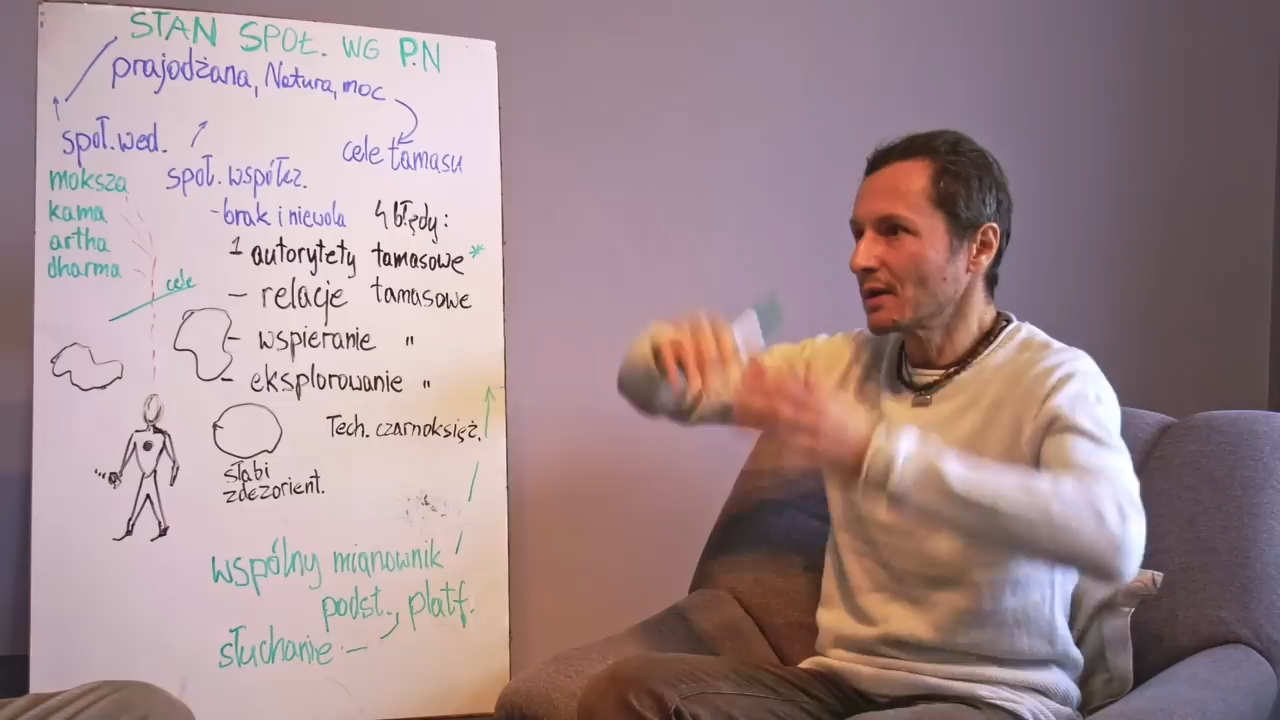 STAN SPOŁ. WG P.N
prajodżana, Natura, moc
społ. wed.
cele tamasu
moksza
kama
artha
dharma
społ. współcz.
- brak i niewola
4 błędy:
1 autorytety tamasowe *
- relacje tamasowe
- wspieranie "
- eksplorowanie "
cele
Tech. czarnoksięż.
słabi
zdezorient.
wspólny mianownik
podst., platf.
słuchanie -